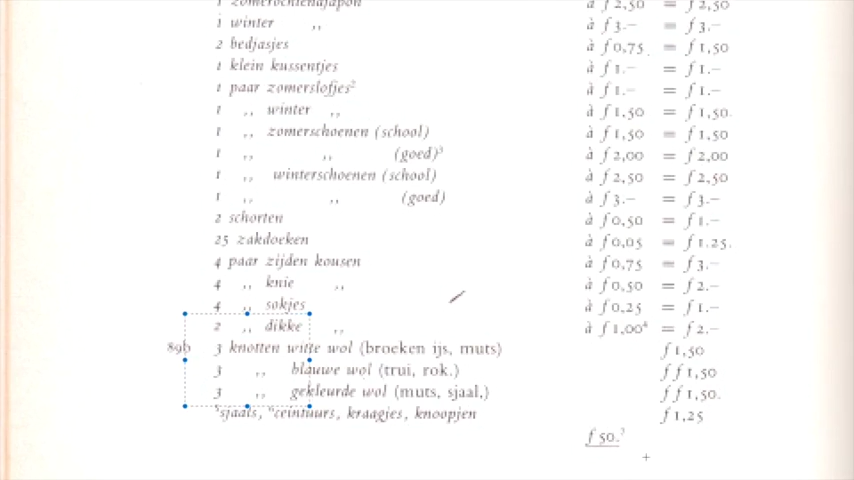 1 zomerochtendjapon à f 2,50 = f 2,50
1 winter ,, à f 3.– = f 3.–
2 bedjasjes à f 0,75. = f 1,50
1 klein kussentjes à f 1.– = f 1.–
1 paar zomerslofjes² à f 1.– = f 1.–
1 ,, winter ,, à f 1,50 = f 1,50.
1 ,, zomerschoenen (school) à f 1,50 = f 1,50
1 ,, ,, (goed)³ à f 2,00 = f 2,00
1 ,, winterschoenen (school) à f 2,50 = f 2,50
1 ,, ,, (goed) à f 3.– = f 3.–
2 schorten à f 0,50 = f 1.–
25 zakdoeken à f 0,05 = f 1.25.
4 paar zijden kousen à f 0,75 = f 3.–
4 ,, knie ,, à f 0,50 = f 2.–
4 ,, sokjes à f 0,25 = f 1.–
2 ,, dikke ,, à f 1,00⁴ = f 2.–
89b 3 knotten witte wol (broeken ijs, muts) f 1,50
3 ,, blauwe wol (trui, rok.) f f 1,50
3 ,, gekleurde wol (muts, sjaal,) f f 1,50.
⁵sjaals, ⁶ceintuurs, kraagjes, knoopjen f 1,25
f 50.⁷